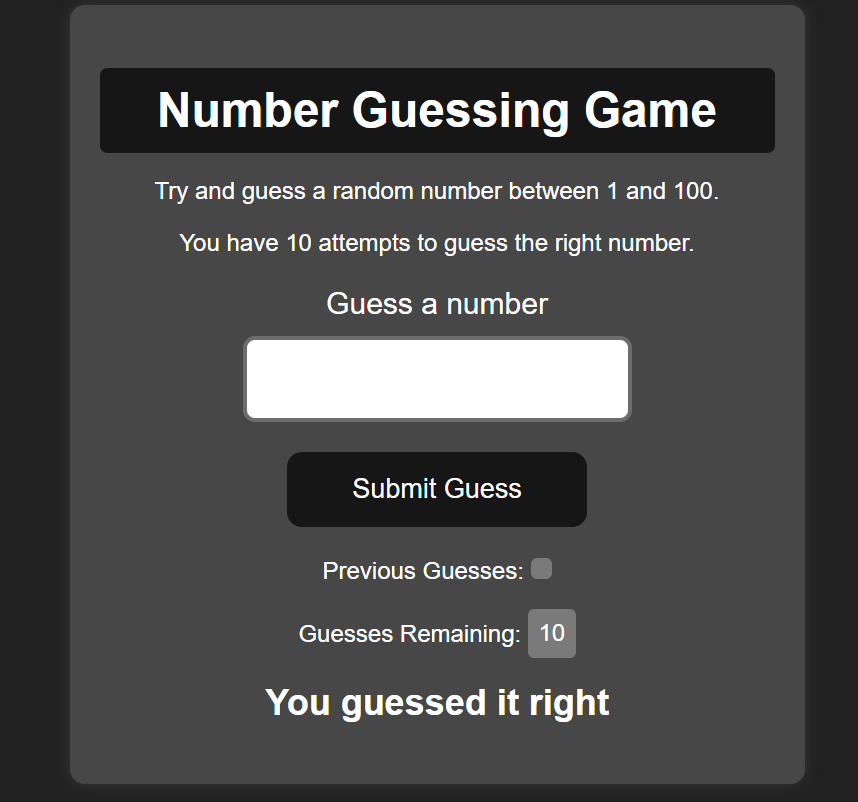 Number Guessing Game
Try and guess a random number between 1 and 100.
You have 10 attempts to guess the right number.
Guess a number
Submit Guess
Previous Guesses:
Guesses Remaining: 10
You guessed it right